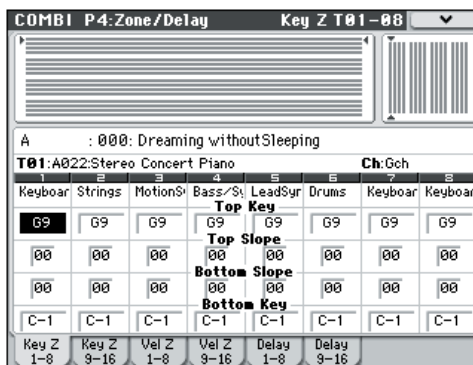 COMBI P4:Zone/Delay Key Z T01-08
A :000: Dreaming withoutSleeping
T01:A022:Stereo Concert Piano Ch:Gch
1 2 3 4 5 6 7 8
Keyboar Strings MotionS Bass/Sy LeadSyr Drums Keyboar Keyboar
Top Key
G9 G9 G9 G9 G9 G9 G9 G9
Top Slope
00 00 00 00 00 00 00 00
Bottom Slope
00 00 00 00 00 00 00 00
Bottom Key
C-1 C-1 C-1 C-1 C-1 C-1 C-1 C-1
Key Z 1-8 Key Z 9-16 Vel Z 1-8 Vel Z 9-16 Delay 1-8 Delay 9-16